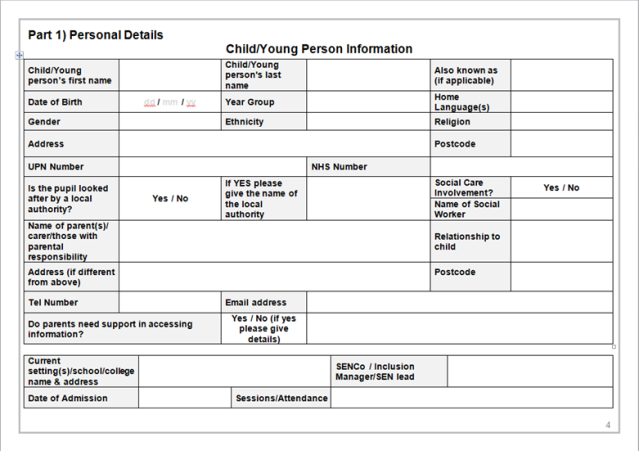 Part 1) Personal Details
Child/Young Person Information
Child/Young
person's first name
Child/Young
person's last
name
Also known as
(if applicable)
Date of Birth
dd / mm / yy
Year Group
Home
Language(s)
Gender
Ethnicity
Religion
Address
Postcode
UPN Number
NHS Number
Is the pupil looked
after by a local
authority?
Yes / No
If YES please
give the name of
the local
authority
Social Care
Involvement?
Yes / No
Name of Social
Worker
Name of parent(s)/
carer/those with
parental
responsibility
Relationship to
child
Address (if different
from above)
Postcode
Tel Number
Email address
Do parents need support in accessing
information?
Yes / No (if yes
please give
details)
Current
setting(s)/school/college
name & address
SENCo / Inclusion
Manager/SEN lead
Date of Admission
Sessions/Attendance
4